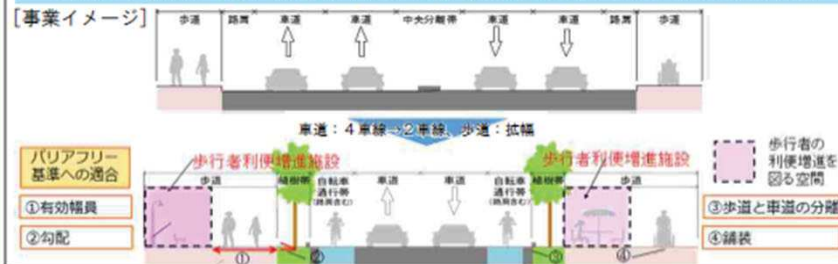 [事業イメージ]
歩道 路肩 車道 車道 中央分離帯 車道 車道 路肩 歩道
車道：4車線→2車線、歩道：拡幅
バリアフリー
基準への適合
①有効幅員
②勾配
歩行者利便増進施設
歩道 植樹帯 自転車
通行帯
(路肩含む) 車道 車道 自転車
通行帯
(路肩含む) 植樹帯 歩道
歩行者利便増進施設
① ② ③ ④
歩行者の
利便増進を
図る空間
③歩道と車道の分離
④舗装